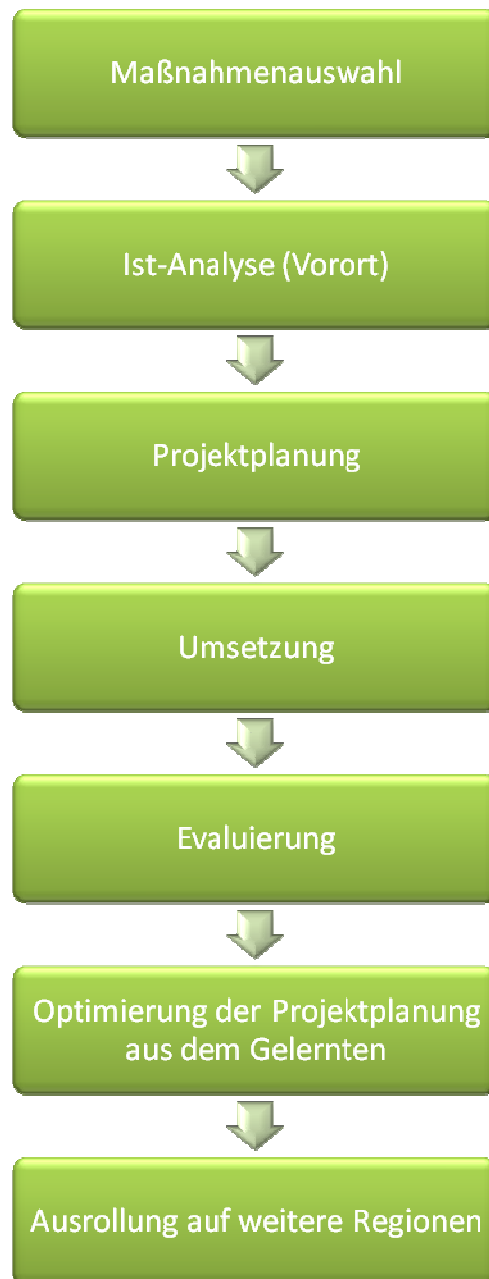 Maßnahmenauswahl
Ist-Analyse (Vorort)
Projektplanung
Umsetzung
Evaluierung
Optimierung der Projektplanung
aus dem Gelernten
Ausrollung auf weitere Regionen